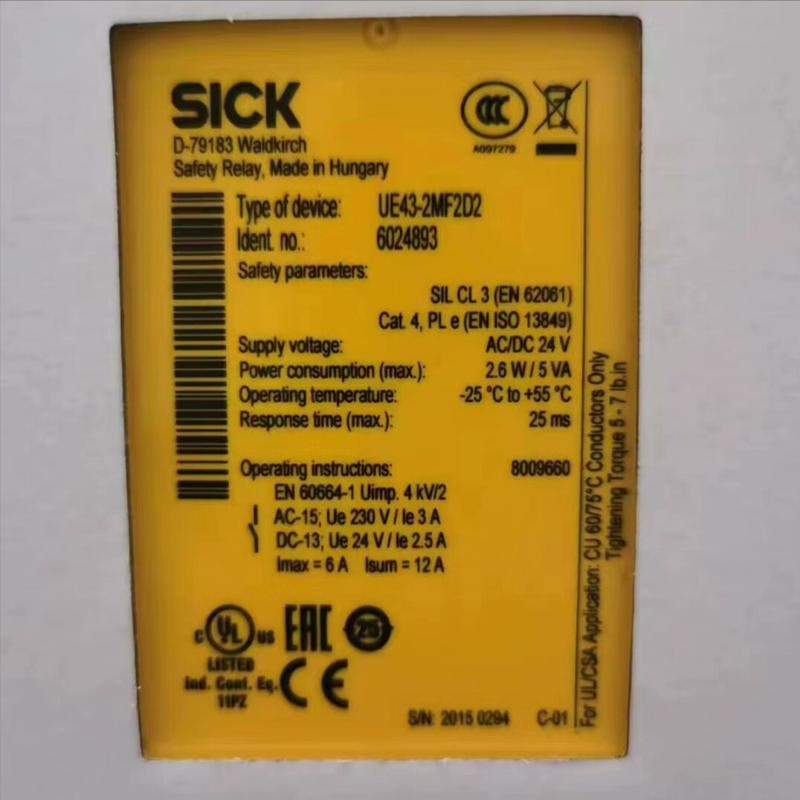 SICK
D-79183 Waldkirch
Safety Relay, Made in Hungary
A097279
Type of device: UE43-2MF2D2
Ident. no.: 6024893
Safety parameters:
SIL CL 3 (EN 62061)
Cat. 4, PL e (EN ISO 13849)
Supply voltage: AC/DC 24 V
Power consumption (max.): 2.6 W / 5 VA
Operating temperature: -25 °C to +55 °C
Response time (max.): 25 ms
Operating instructions: 8009660
EN 60664-1 Uimp. 4 kV/2
AC-15; Ue 230 V / Ie 3 A
DC-13; Ue 24 V / Ie 2.5 A
Imax = 6 A Isum = 12 A
c UL us EAC 25
LISTED
Ind. Cont. Eq. CE
11PZ
S/N: 2015 0294 C-01
For UL/CSA Application: CU 60/75°C Conductors Only
Tightening Torque 5 - 7 lb.in